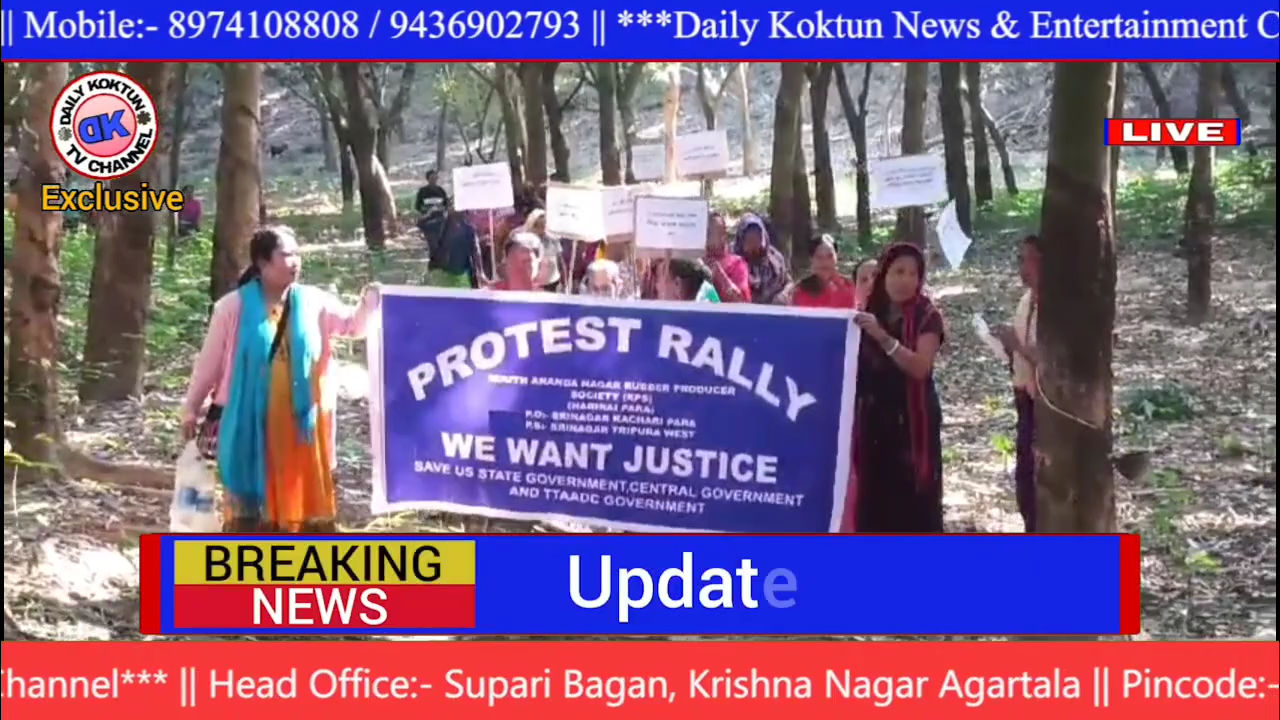 || Mobile:- 8974108808 / 9436902793 || ***Daily Koktun News & Entertainment C
DAILY KOKTUN
DK
TV CHANNEL
Exclusive
LIVE
PROTEST RALLY
SOUTH ANANDA NAGAR RUBBER PRODUCER
SOCIETY (RPS)
(HARIRAI PARA)
P.O:- SRINAGAR KACHARI PARA
P.S:- SRINAGAR TRIPURA WEST
WE WANT JUSTICE
SAVE US STATE GOVERNMENT,CENTRAL GOVERNMENT
AND TTAADC GOVERNMENT
BREAKING
NEWS
Update
Channel*** || Head Office:- Supari Bagan, Krishna Nagar Agartala || Pincode:-